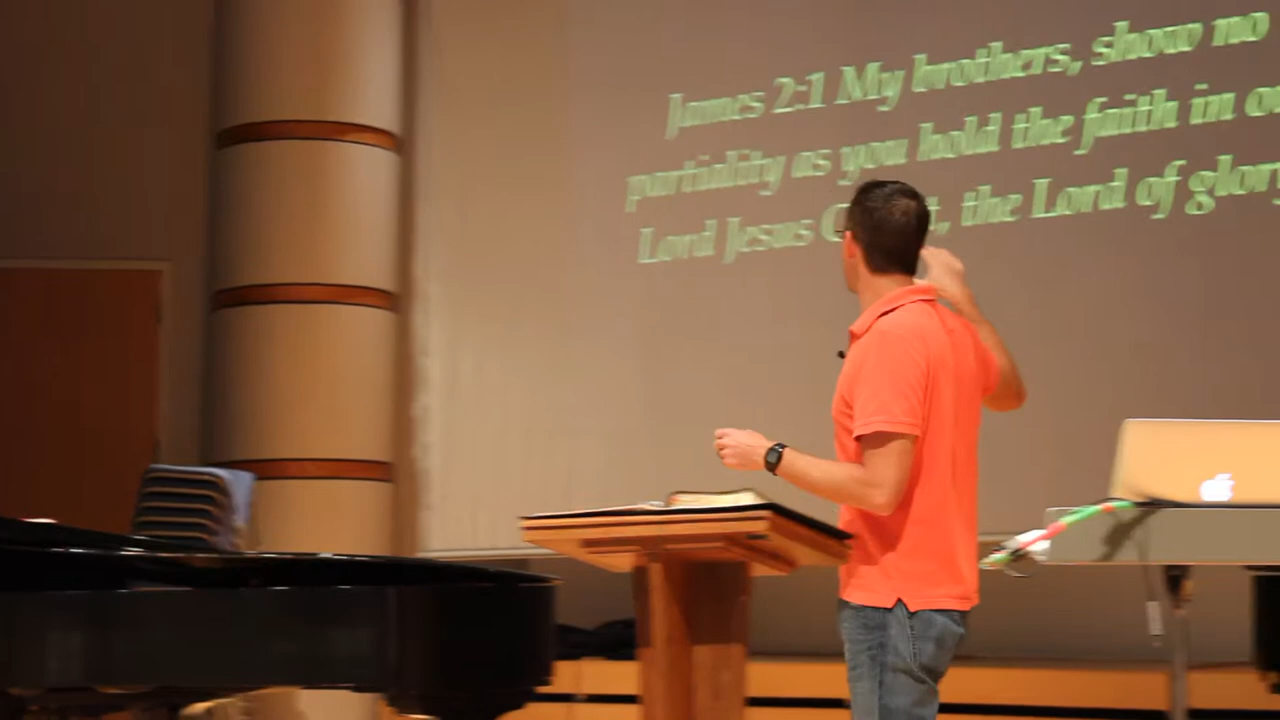 James 2:1 My brothers, show no
partiality as you hold the faith in
Lord Jesus the Lord of glory